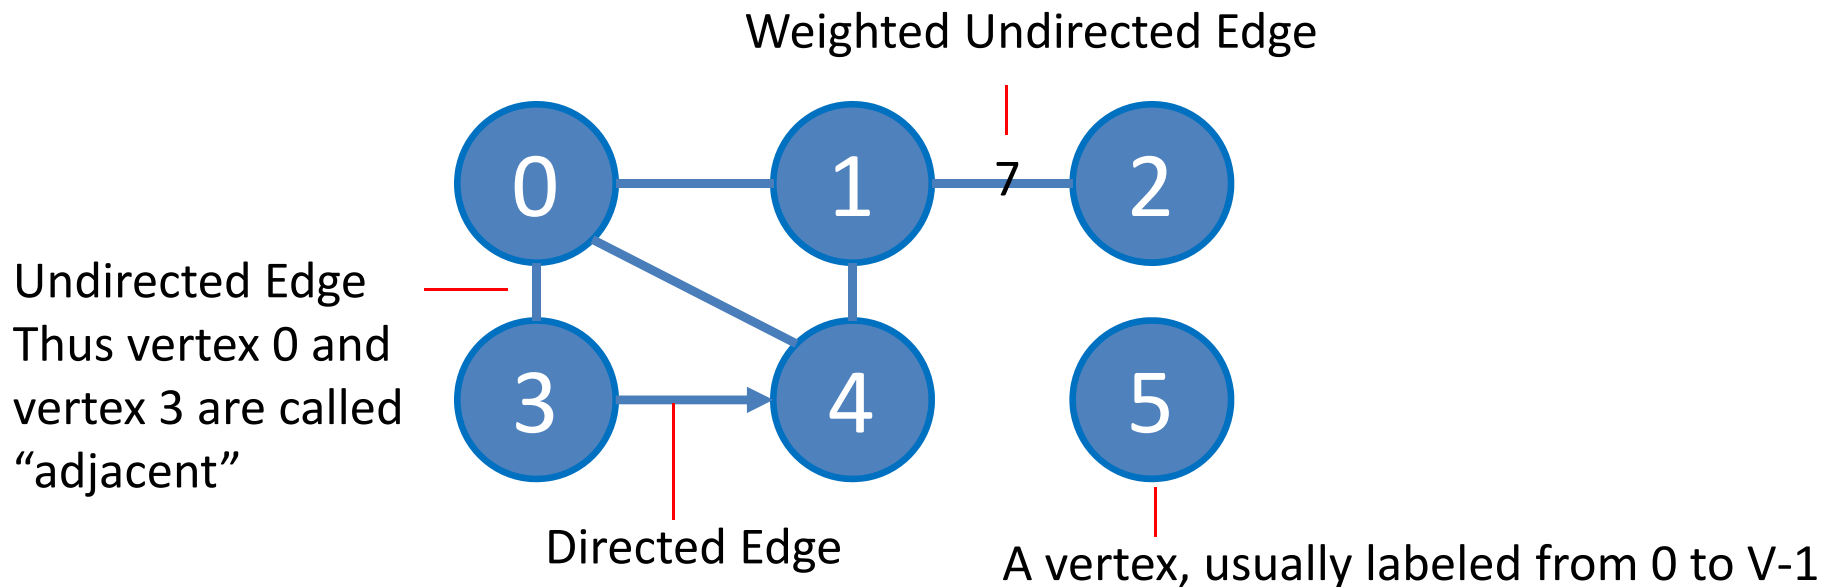 Weighted Undirected Edge
0
1
7
2
Undirected Edge
Thus vertex 0 and
vertex 3 are called
“adjacent”
3
4
5
Directed Edge
A vertex, usually labeled from 0 to V-1